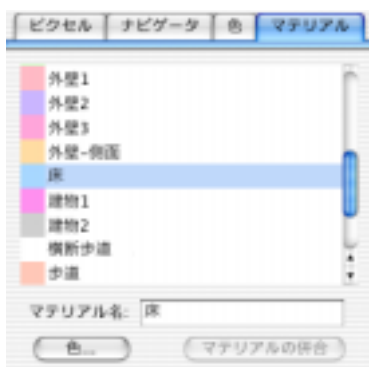 ピクセル ナビゲータ 色 マテリアル
外壁1
外壁2
外壁3
外壁-側面
床
建物1
建物2
横断歩道
歩道
マテリアル名: 床
色... マテリアルの併合